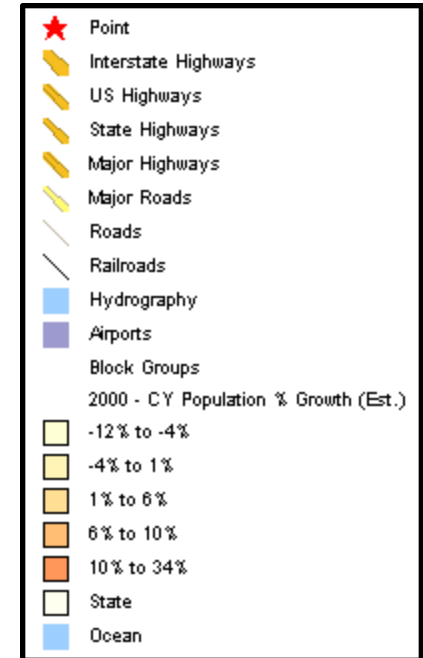 Point
Interstate Highways
US Highways
State Highways
Major Highways
Major Roads
Roads
Railroads
Hydrography
Airports
Block Groups
2000 - CY Population % Growth (Est.)
-12% to -4%
-4% to 1%
1% to 6%
6% to 10%
10% to 34%
State
Ocean